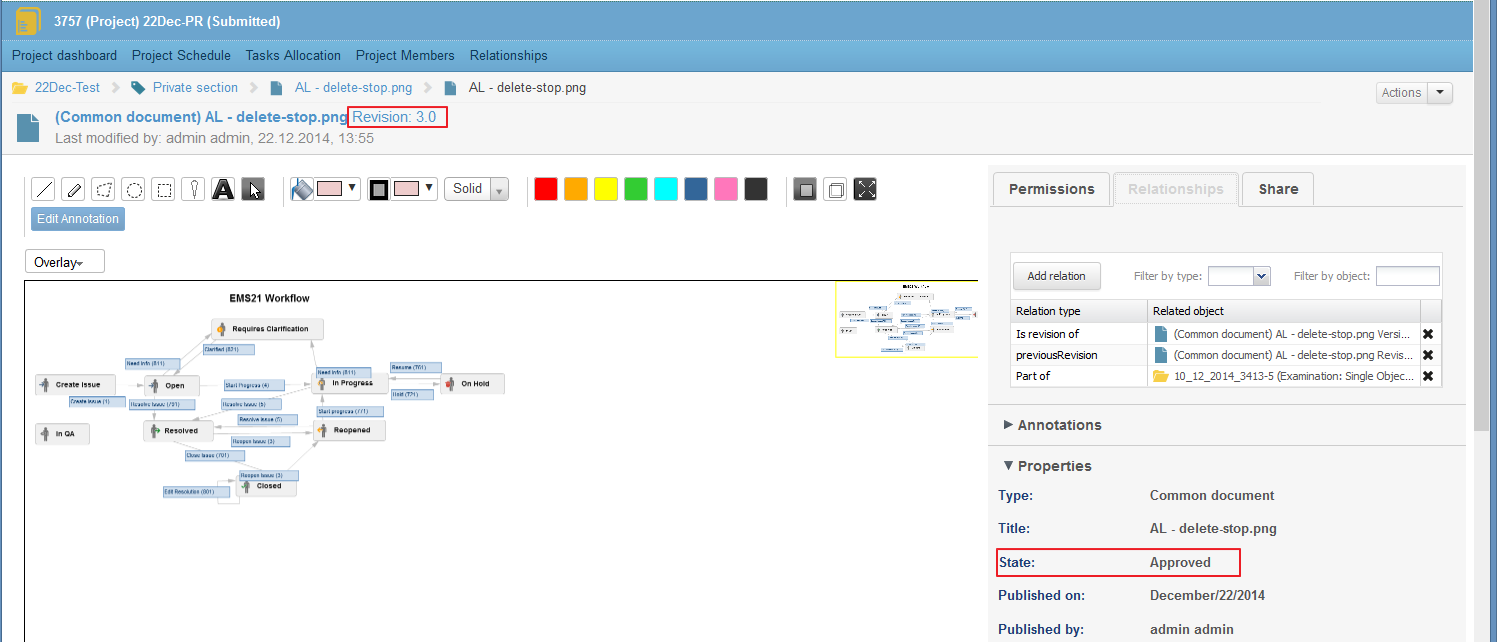 3757 (Project) 22Dec-PR (Submitted)
Project dashboard Project Schedule Tasks Allocation Project Members Relationships
22Dec-Test Private section AL - delete-stop.png AL - delete-stop.png
Actions
(Common document) AL - delete-stop.png Revision: 3.0
Last modified by: admin admin, 22.12.2014, 13:55
A Solid
Edit Annotation
Overlay
EMS21 Workflow
Requires Clarification
Clarified (821)
Need Info (811)
Need Info (811)
Resume (761)
Create Issue
Open
Start Progress (4)
In Progress
On Hold
Create Issue (1)
Resolve Issue (5)
Hold (771)
Start progress (771)
Resolve Issue (5)
In QA
Resolved
Reopened
Reopen Issue (3)
Close Issue (701)
Reopen Issue (3)
Edit Resolution (801)
Closed
Permissions Relationships Share
Add relation Filter by type: Filter by object:
Relation type Related object
Is revision of (Common document) AL - delete-stop.png Versi...
previousRevision (Common document) AL - delete-stop.png Revis...
Part of 10_12_2014_3413-5 (Examination: Single Objec...
Annotations
Properties
Type: Common document
Title: AL - delete-stop.png
State: Approved
Published on: December/22/2014
Published by: admin admin